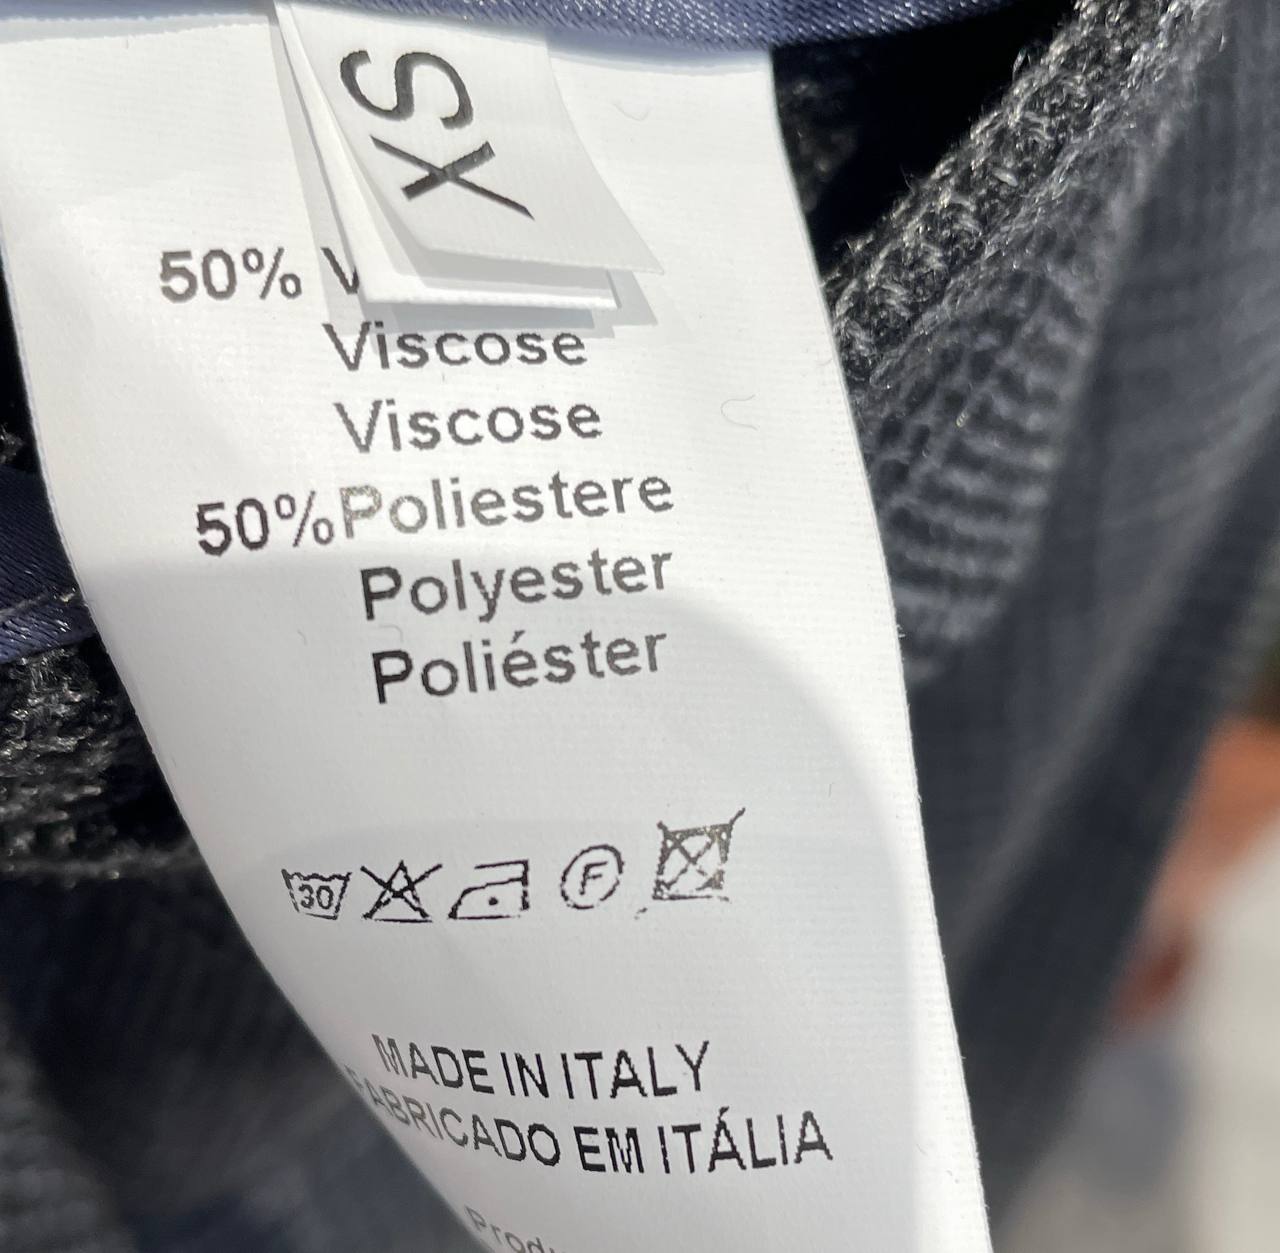 XS
50%
Viscose
Viscose
50% Poliestere
Polyester
Poliéster
30 F
MADE IN ITALY
FABRICADO EM ITÁLIA